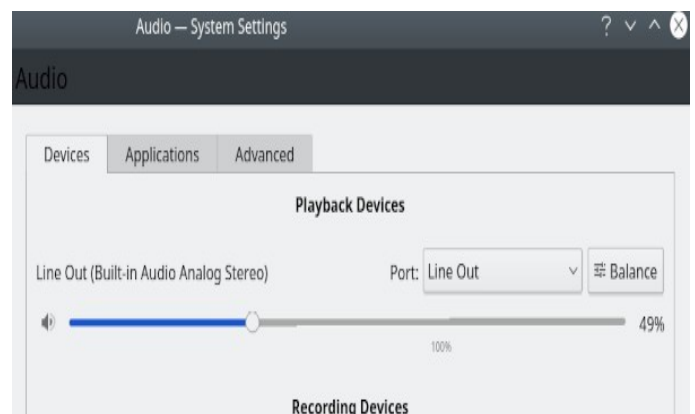 Audio — System Settings
Audio
Devices Applications Advanced
Playback Devices
Line Out (Built-in Audio Analog Stereo) Port: Line Out Balance
49%
100%
Recording Devices